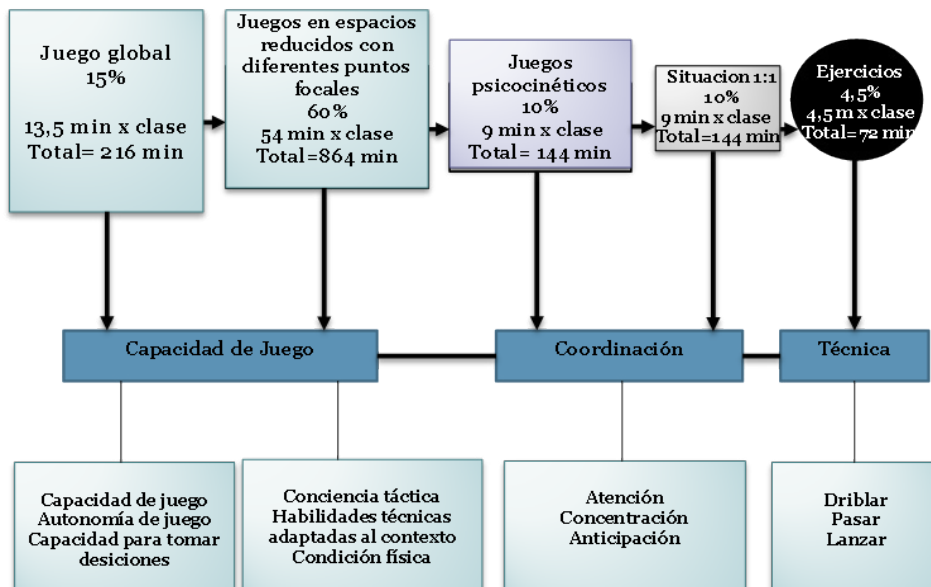 Juego global
15%
13,5 min x clase
Total= 216 min
Juegos en espacios
reducidos con
diferentes puntos
focales
60%
54 min x clase
Total=864 min
Juegos
psicocinéticos
10%
9 min x clase
Total= 144 min
Situacion 1:1
10%
9 min x clase
Total=144 min
Ejercicios
4,5%
4,5 m x clase
Total=72 min
Capacidad de Juego
Coordinación
Técnica
Capacidad de juego
Autonomía de juego
Capacidad para tomar
desiciones
Conciencia táctica
Habilidades técnicas
adaptadas al contexto
Condición física
Atención
Concentración
Anticipación
Driblar
Pasar
Lanzar